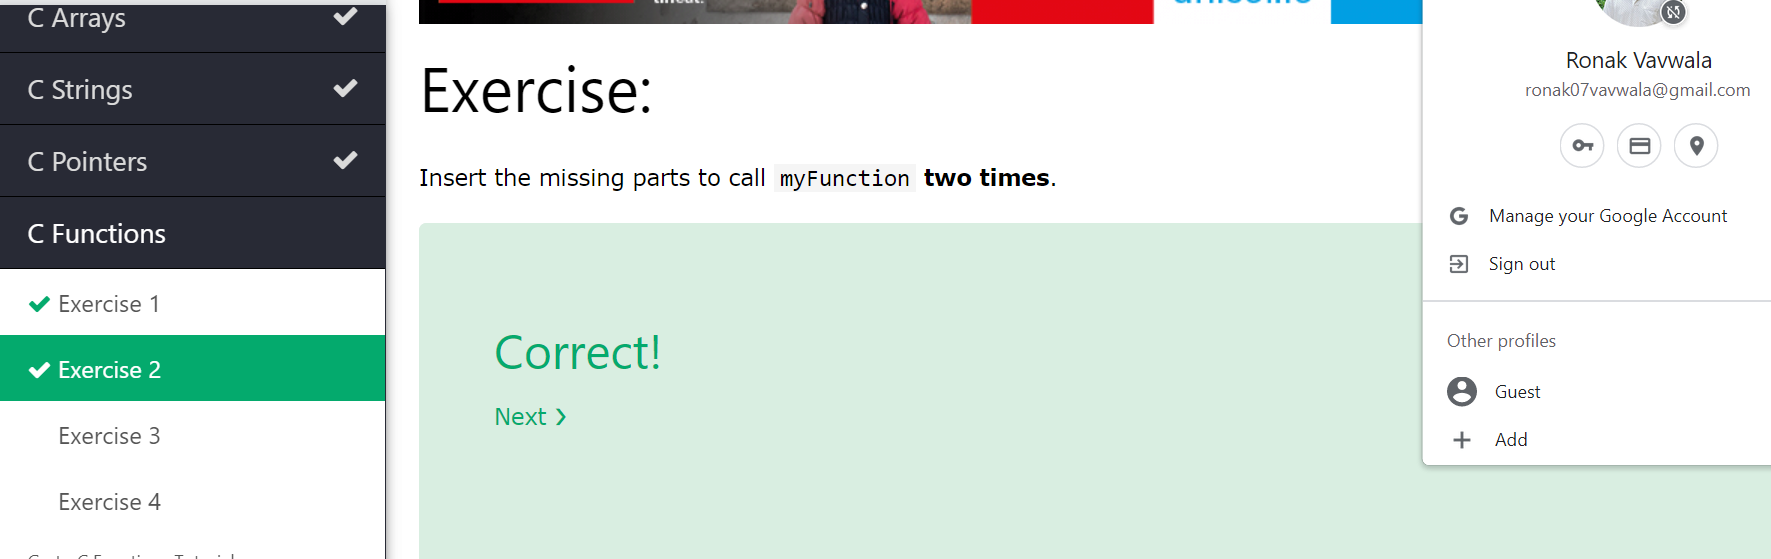 C Arrays
C Strings
C Pointers
C Functions
Exercise 1
Exercise 2
Exercise 3
Exercise 4
threat.
Exercise:
Insert the missing parts to call myFunction two times.
Correct!
Next ❯
Ronak Vavwala
ronak07vavwala@gmail.com
G Manage your Google Account
Sign out
Other profiles
Guest
+ Add